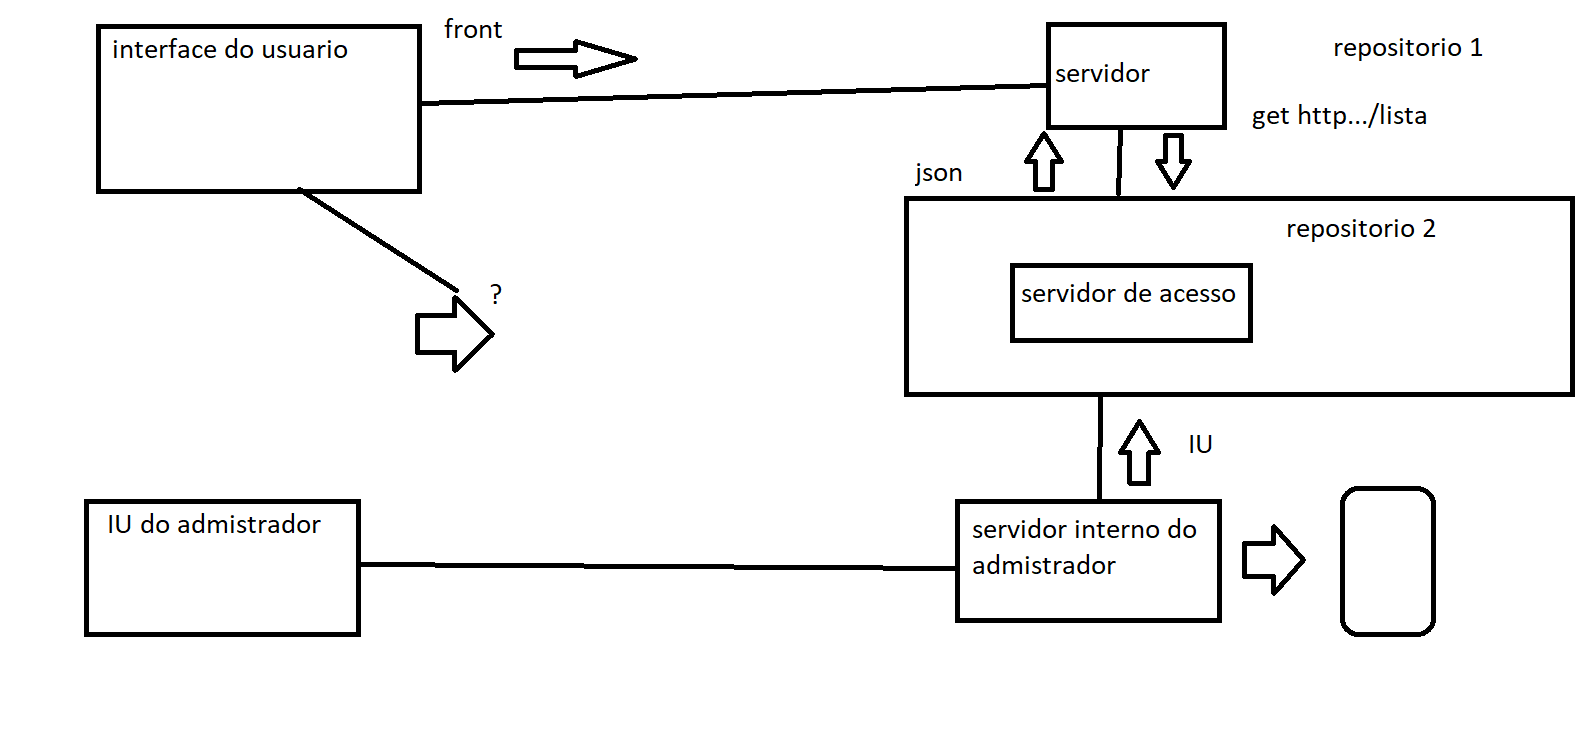 interface do usuario
front
servidor
repositorio 1
get http.../lista
json
repositorio 2
servidor de acesso
?
IU
IU do admistrador
servidor interno do
admistrador